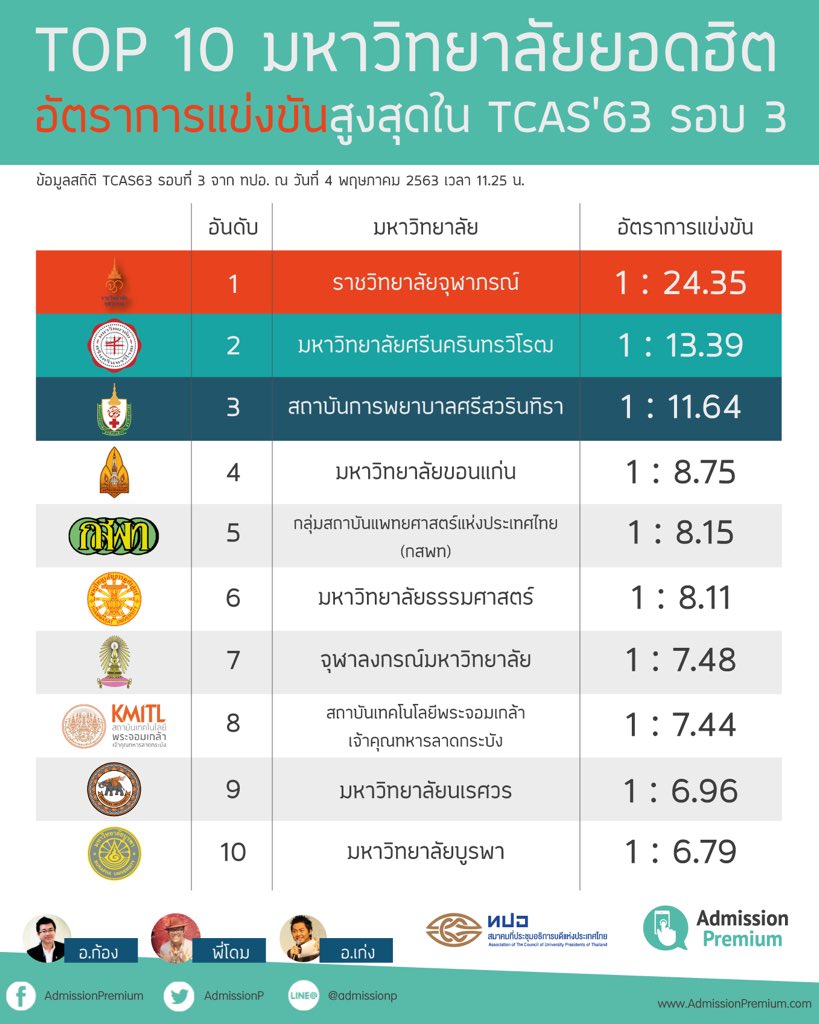 TOP 10 มหาวิทยาลัยยอดฮิต
อัตราการแข่งขันสูงสุดใน TCAS'63 รอบ 3
ข้อมูลสถิติ TCAS63 รอบที่ 3 จาก ทปอ. ณ วันที่ 4 พฤษภาคม 2563 เวลา 11.25 น.
อันดับ มหาวิทยาลัย อัตราการแข่งขัน
1 ราชวิทยาลัยจุฬาภรณ์ 1 : 24.35
2 มหาวิทยาลัยศรีนครินทรวิโรฒ 1 : 13.39
3 สถาบันการพยาบาลศรีสวรินทิรา 1 : 11.64
4 มหาวิทยาลัยขอนแก่น 1 : 8.75
กสพท 5 กลุ่มสถาบันแพทยศาสตร์แห่งประเทศไทย
(กสพท) 1 : 8.15
6 มหาวิทยาลัยธรรมศาสตร์ 1 : 8.11
7 จุฬาลงกรณ์มหาวิทยาลัย 1 : 7.48
KMITL
สถาบันเทคโนโลยี
พระจอมเกล้า
เจ้าคุณทหารลาดกระบัง
8 สถาบันเทคโนโลยีพระจอมเกล้า
เจ้าคุณทหารลาดกระบัง 1 : 7.44
9 มหาวิทยาลัยนเรศวร 1 : 6.96
10 มหาวิทยาลัยบูรพา 1 : 6.79
อ.ก้อง พี่โดม อ.เก่ง
ทปอ
สมาคมที่ประชุมอธิการบดีแห่งประเทศไทย
Association of The Council of University Presidents of Thailand
Admission
Premium
AdmissionPremium AdmissionP LINE@ @admissionp
www.AdmissionPremium.com